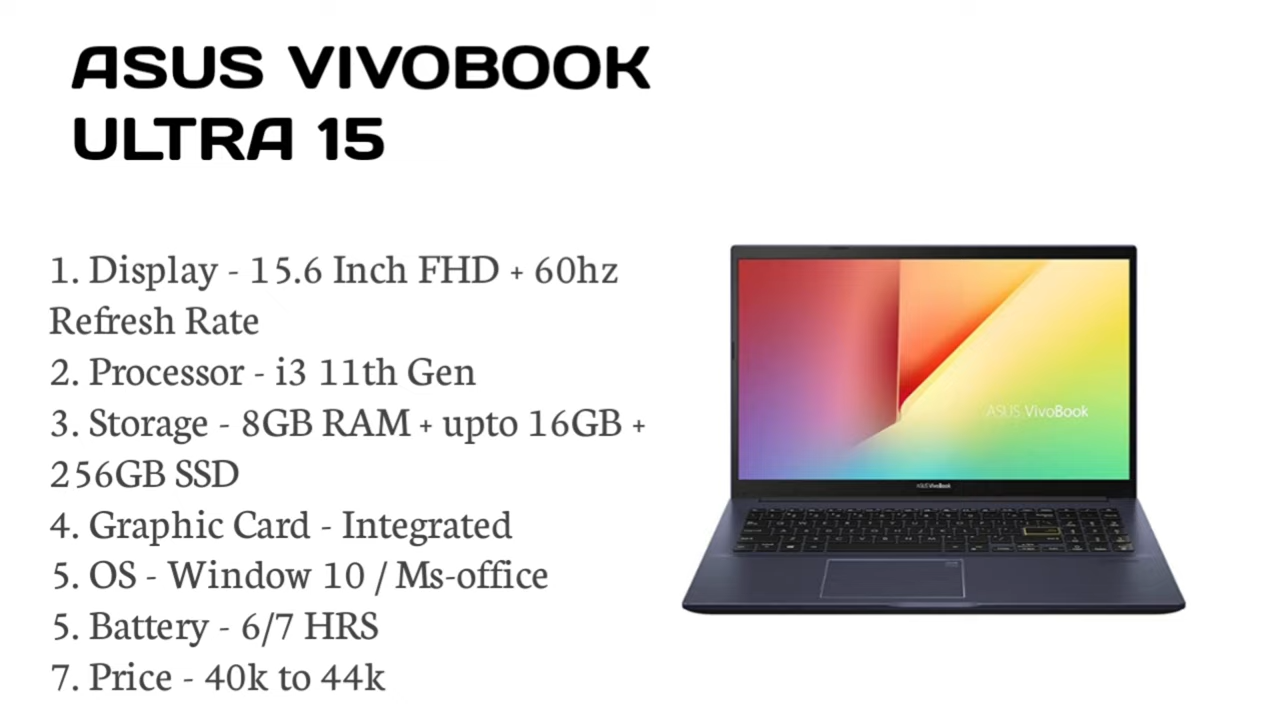 ASUS VIVOBOOK
ULTRA 15
1. Display - 15.6 Inch FHD + 60hz
Refresh Rate
2. Processor - i3 11th Gen
3. Storage - 8GB RAM + upto 16GB +
256GB SSD
4. Graphic Card - Integrated
5. OS - Window 10 / Ms-office
5. Battery - 6/7 HRS
7. Price - 40k to 44k
ASUS VivoBook
ASUS VivoBook